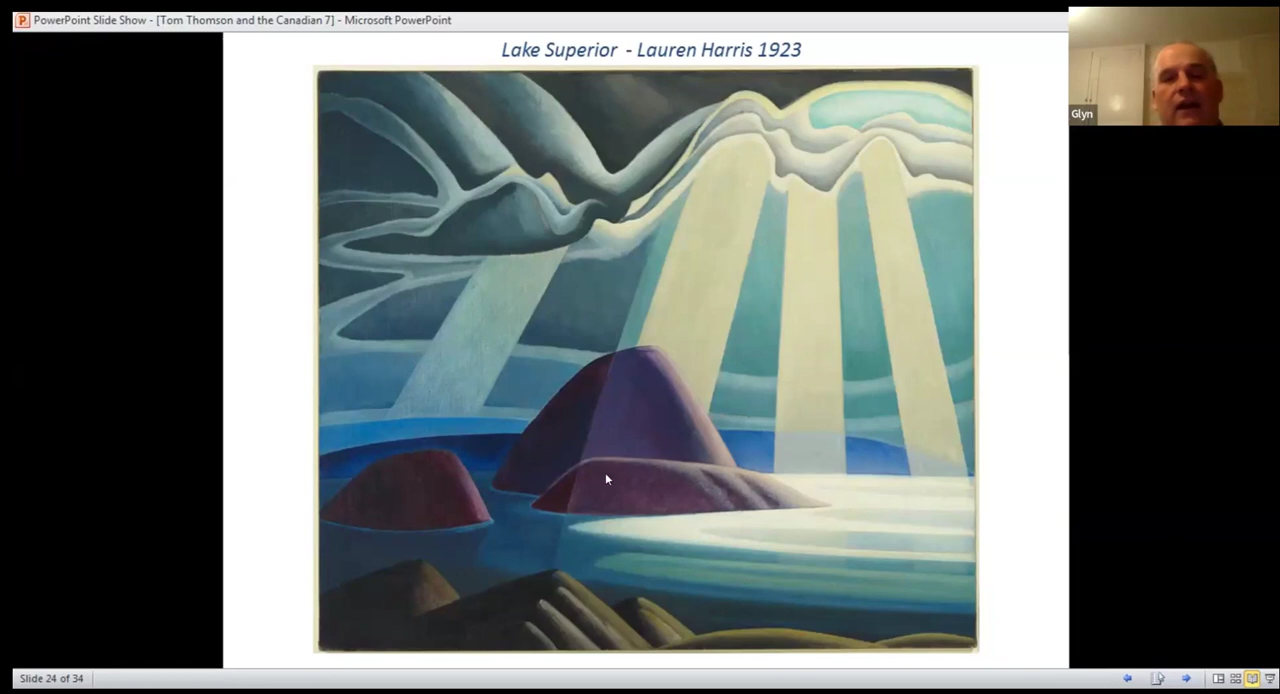 PowerPoint Slide Show - [Tom Thomson and the Canadian 7] - Microsoft PowerPoint
Lake Superior - Lauren Harris 1923
Glyn
Slide 24 of 34